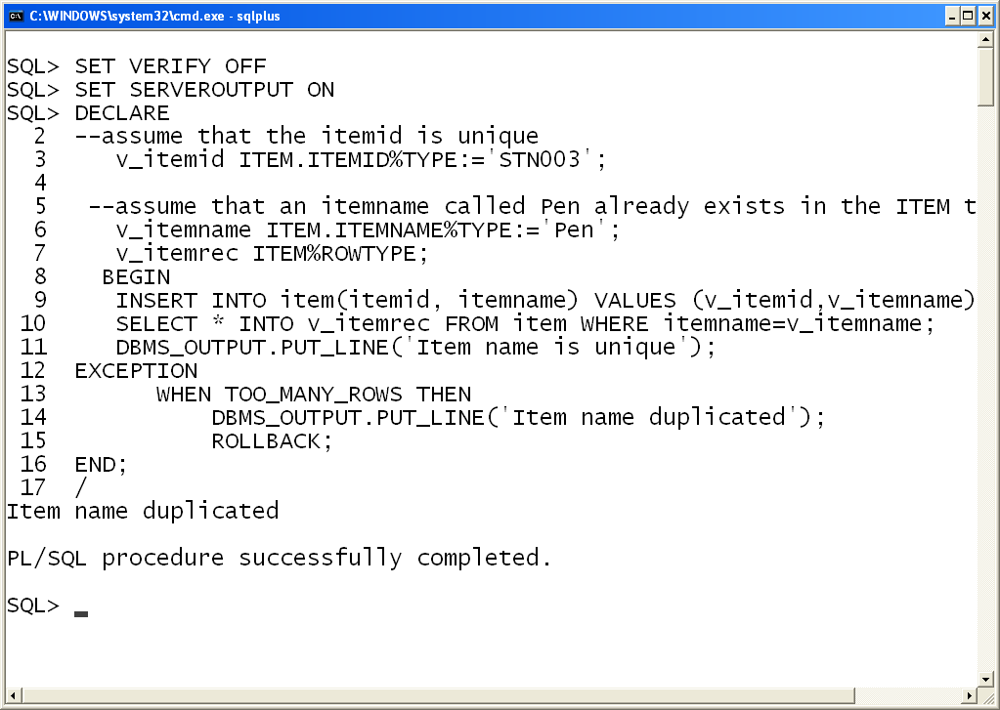 C:\WINDOWS\system32\cmd.exe - sqlplus
SQL> SET VERIFY OFF
SQL> SET SERVEROUTPUT ON
SQL> DECLARE
  2  --assume that the itemid is unique
  3     v_itemid ITEM.ITEMID%TYPE:='STN003';
  4
  5   --assume that an itemname called Pen already exists in the ITEM t
  6     v_itemname ITEM.ITEMNAME%TYPE:='Pen';
  7     v_itemrec ITEM%ROWTYPE;
  8    BEGIN
  9     INSERT INTO item(itemid, itemname) VALUES (v_itemid,v_itemname)
 10     SELECT * INTO v_itemrec FROM item WHERE itemname=v_itemname;
 11     DBMS_OUTPUT.PUT_LINE('Item name is unique');
 12  EXCEPTION
 13        WHEN TOO_MANY_ROWS THEN
 14            DBMS_OUTPUT.PUT_LINE('Item name duplicated');
 15            ROLLBACK;
 16  END;
 17  /
Item name duplicated
PL/SQL procedure successfully completed.
SQL>